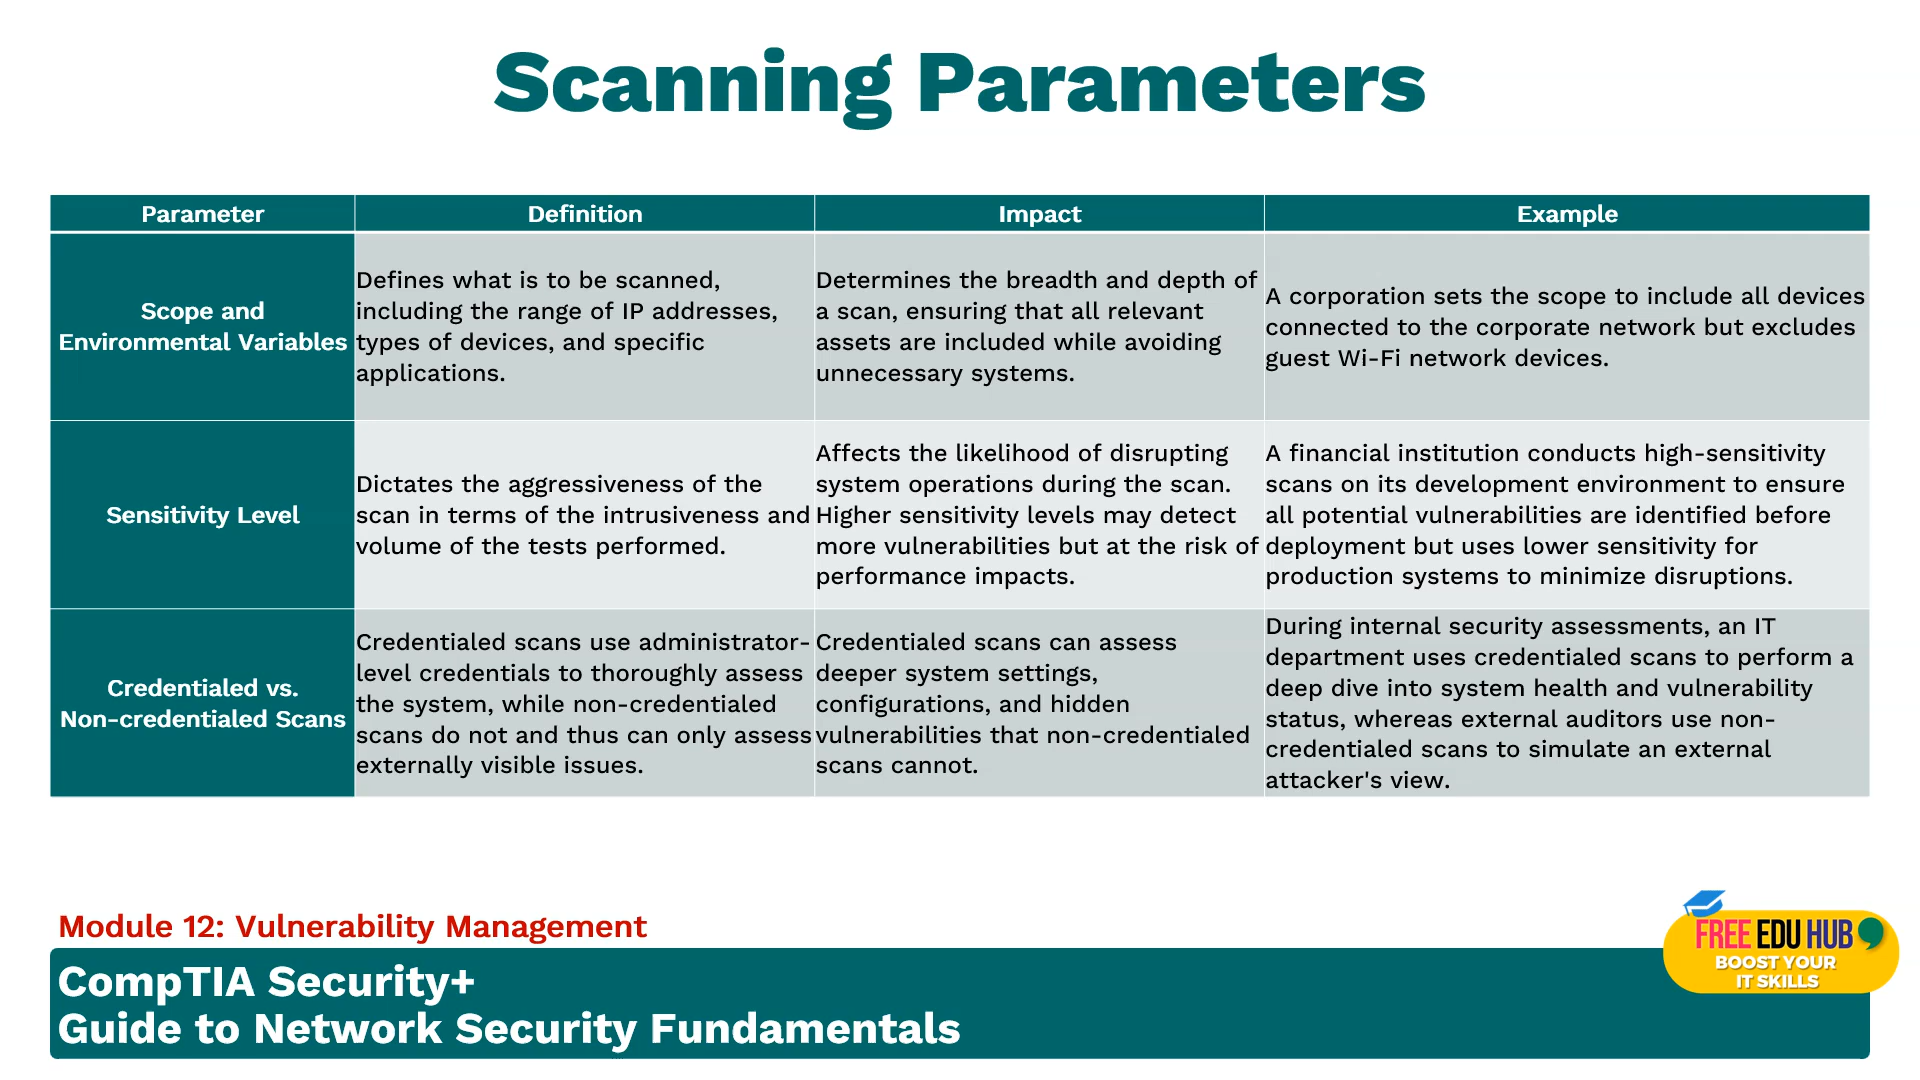 Scanning Parameters
Parameter
Definition
Impact
Example
Scope and
Environmental Variables
Defines what is to be scanned,
including the range of IP addresses,
types of devices, and specific
applications.
Determines the breadth and depth of
a scan, ensuring that all relevant
assets are included while avoiding
unnecessary systems.
A corporation sets the scope to include all devices
connected to the corporate network but excludes
guest Wi-Fi network devices.
Sensitivity Level
Dictates the aggressiveness of the
scan in terms of the intrusiveness and
volume of the tests performed.
Affects the likelihood of disrupting
system operations during the scan.
Higher sensitivity levels may detect
more vulnerabilities but at the risk of
performance impacts.
A financial institution conducts high-sensitivity
scans on its development environment to ensure
all potential vulnerabilities are identified before
deployment but uses lower sensitivity for
production systems to minimize disruptions.
Credentialed vs.
Non-credentialed Scans
Credentialed scans use administrator-
level credentials to thoroughly assess
the system, while non-credentialed
scans do not and thus can only assess
externally visible issues.
Credentialed scans can assess
deeper system settings,
configurations, and hidden
vulnerabilities that non-credentialed
scans cannot.
During internal security assessments, an IT
department uses credentialed scans to perform a
deep dive into system health and vulnerability
status, whereas external auditors use non-
credentialed scans to simulate an external
attacker's view.
Module 12: Vulnerability Management
CompTIA Security+
Guide to Network Security Fundamentals
FREE EDU HUB
BOOST YOUR
IT SKILLS